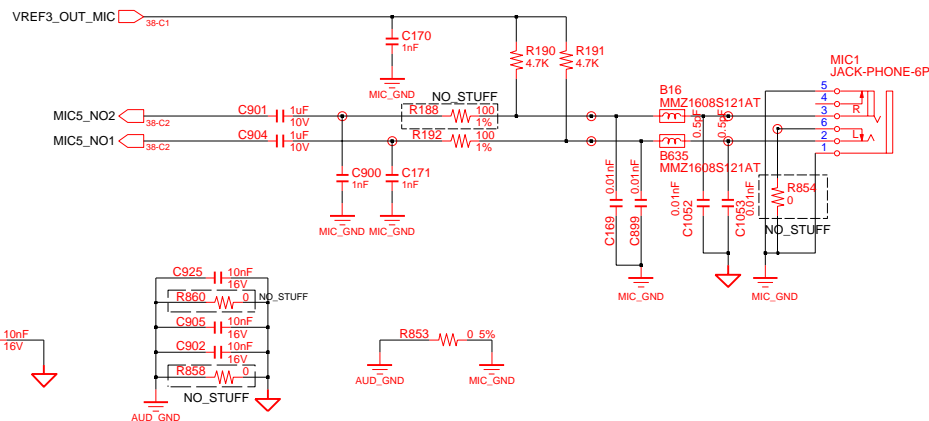 VREF3_OUT_MIC
38-C1
C170
1nF
MIC_GND
R190
4.7K
R191
4.7K
MIC1
JACK-PHONE-6P
5
4
3
6
2
1
R
L
MIC5_NO2
38-C2
C901
1uF
10V
NO_STUFF
R188
100
1%
B16
MMZ1608S121AT
MIC5_NO1
38-C2
C904
1uF
10V
R192
100
1%
B635
MMZ1608S121AT
C900
1nF
C171
1nF
MIC_GND
MIC_GND
0.01nF
C169
0.01nF
C899
MIC_GND
0.5pF
0.01nF
C1052
0.5pF
0.01nF
C1053
R854
0
NO_STUFF
MIC_GND
C925
10nF
16V
R860
0
NO_STUFF
C905
10nF
16V
C902
10nF
16V
R858
0
NO_STUFF
AUD_GND
10nF
16V
R853
0 5%
AUD_GND
MIC_GND